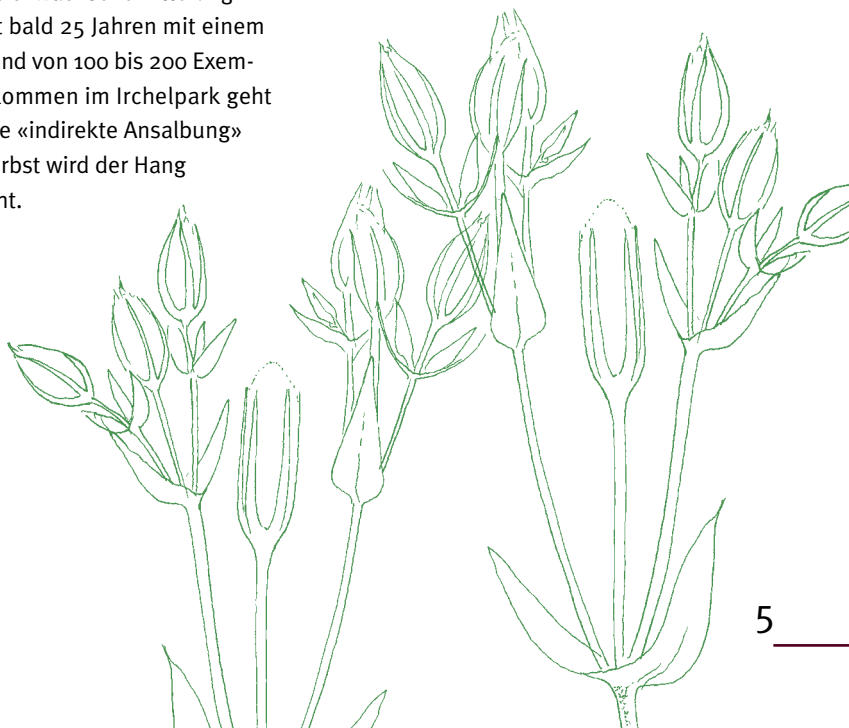 t bald 25 Jahren mit einem
nd von 100 bis 200 Exem-
kommen im Irchelpark geht
e «indirekte Ansalbung»
rbst wird der Hang
nt.
5